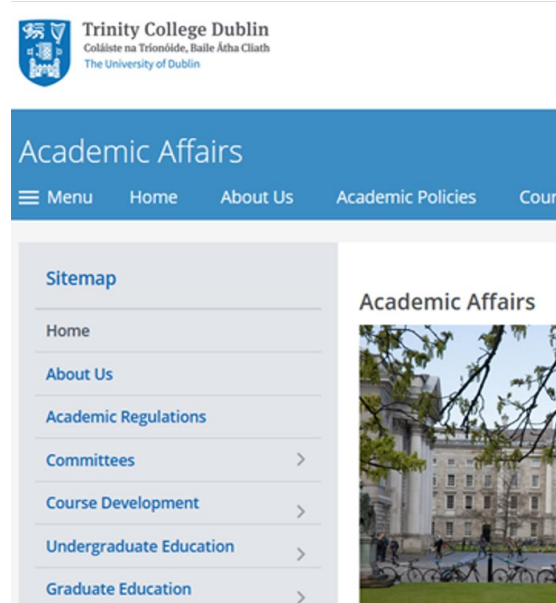 Trinity College Dublin
Coláiste na Tríonóide, Baile Átha Cliath
The University of Dublin
Academic Affairs
Menu Home About Us Academic Policies Cour
Sitemap
Home
About Us
Academic Regulations
Committees
Course Development
Undergraduate Education
Graduate Education
Academic Affairs